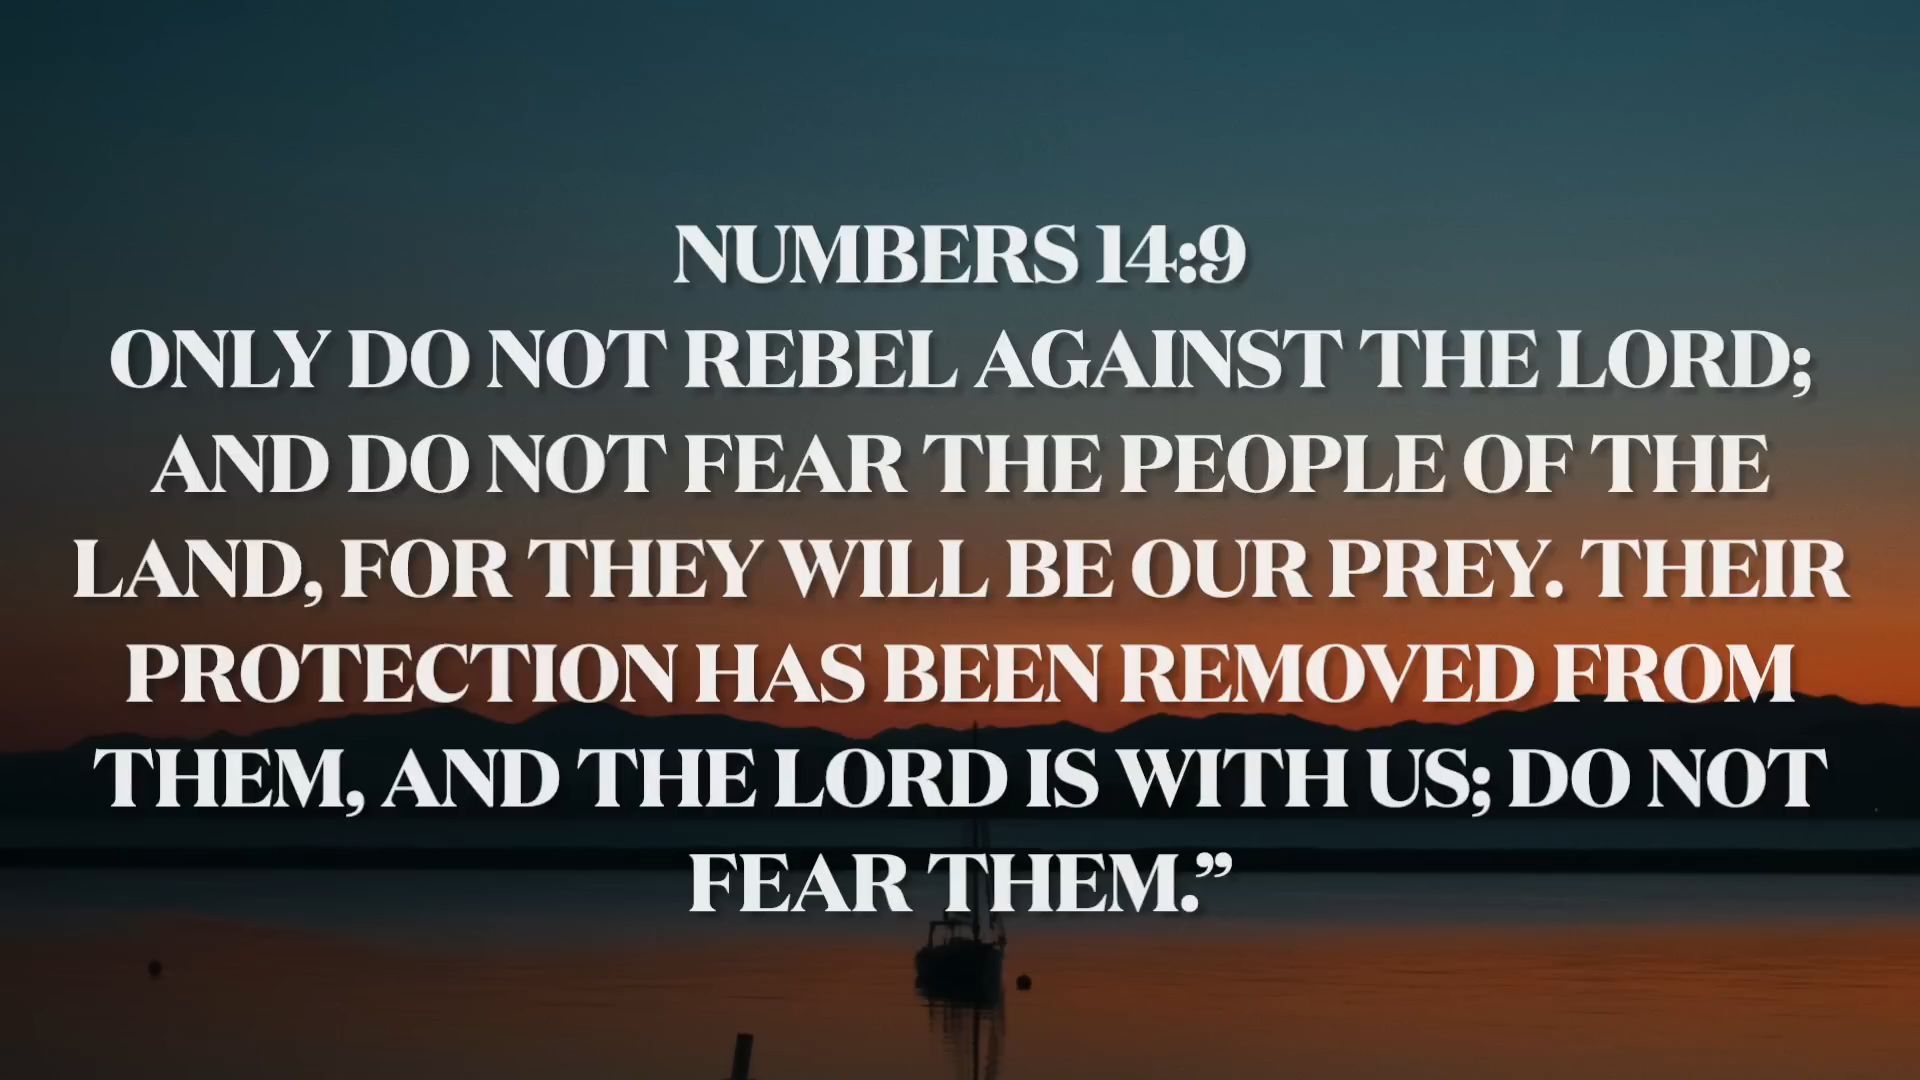 NUMBERS 14:9
ONLY DO NOT REBEL AGAINST THE LORD;
AND DO NOT FEAR THE PEOPLE OF THE
LAND, FOR THEY WILL BE OUR PREY. THEIR
PROTECTION HAS BEEN REMOVED FROM
THEM, AND THE LORD IS WITH US; DO NOT
FEAR THEM.”